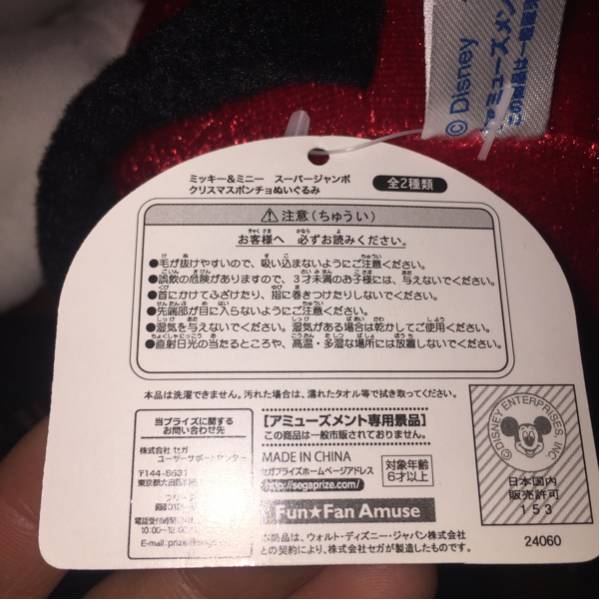 © Disney
アミューズメン
この製品は一般販
ミッキー&ミニー スーパージャンボ
クリスマスポンチョぬいぐるみ
全2種類
⚠注意(ちゅうい)
お客様へ 必ずお読みください。
●毛が抜けやすいので、吸い込まないようにご注意ください。
●誤飲の危険がありますので、3才未満のお子様には、与えないでください。
●首にかけてふざけたり、指に巻きつけたりしないでください。
●先端部が目に入らないようにご注意ください。
●湿気を与えないでください。湿気がある場合は乾かしてご使用ください。
●直射日光の当たるところや、高温・多湿な場所には放置しないでください。
本品は洗濯できません。汚れた場合は、濡れたタオル等で拭き取ってください。
当プライズに関する
お問い合わせ先
株式会社 セガ
ユーザーサポートセンター
〒144-8531
東京都大田
電話受付
10:00-
E-mail: prize
【アミューズメント専用景品】
この商品は一般市販されておりません。
MADE IN CHINA
セガプライズホームページアドレス
http://segaprize.com/
対象年齢
6才以上
Fun★Fan Amuse
本商品は、ウォルト・ディズニー・ジャパン株式会社
との契約により、株式会社セガが製造したものです。
© DISNEY ENTERPRISES, INC.
日本国内
販売許可
153
24060